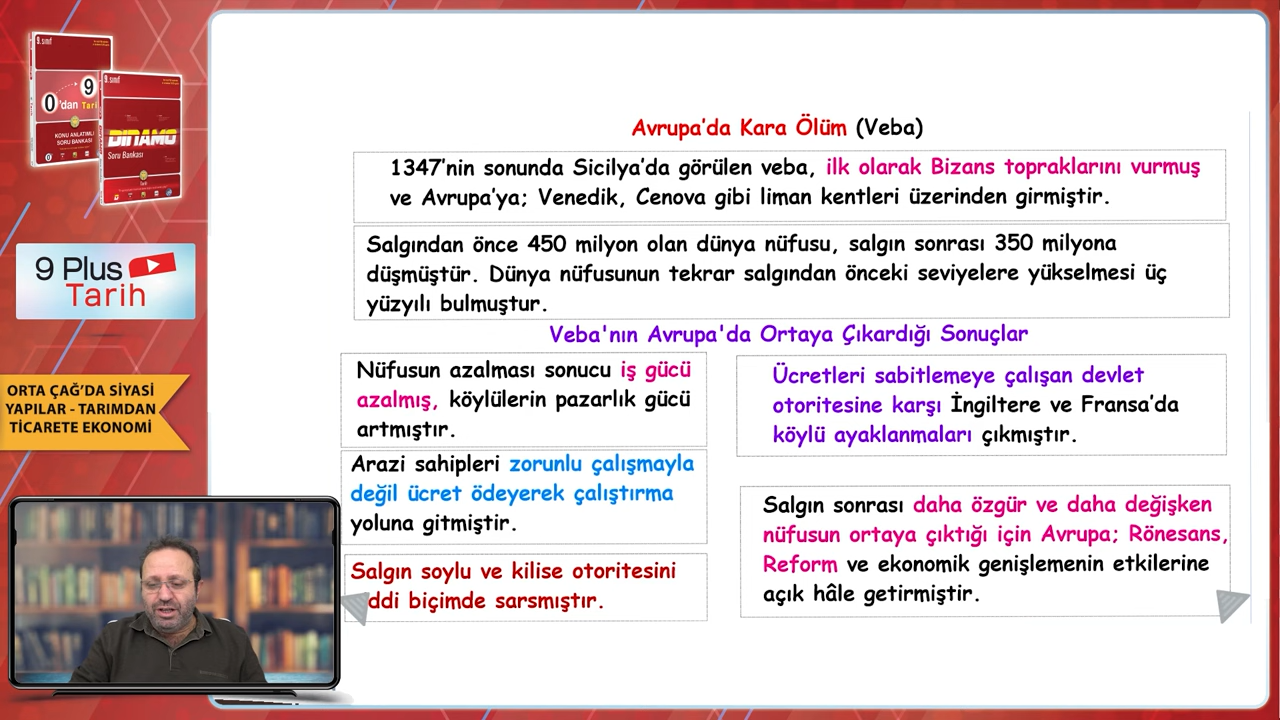 9. sınıf
0'dan 9 Tari
KONU ANLATIMLI
SORU BANKASI
9. sınıf
DINAMO
Soru Bankası
Tarih
9 Plus
Tarih
ORTA ÇAĞ'DA SİYASİ
YAPILAR - TARIMDAN
TİCARETE EKONOMİ
Avrupa'da Kara Ölüm (Veba)
1347'nin sonunda Sicilya'da görülen veba, ilk olarak Bizans topraklarını vurmuş
ve Avrupa'ya; Venedik, Cenova gibi liman kentleri üzerinden girmiştir.
Salgından önce 450 milyon olan dünya nüfusu, salgın sonrası 350 milyona
düşmüştür. Dünya nüfusunun tekrar salgından önceki seviyelere yükselmesi üç
yüzyılı bulmuştur.
Veba'nın Avrupa'da Ortaya Çıkardığı Sonuçlar
Nüfusun azalması sonucu iş gücü
azalmış, köylülerin pazarlık gücü
artmıştır.
Arazi sahipleri zorunlu çalışmayla
değil ücret ödeyerek çalıştırma
yoluna gitmiştir.
Salgın soylu ve kilise otoritesini
ddi biçimde sarsmıştır.
Ücretleri sabitlemeye çalışan devlet
otoritesine karşı İngiltere ve Fransa'da
köylü ayaklanmaları çıkmıştır.
Salgın sonrası daha özgür ve daha değişken
nüfusun ortaya çıktığı için Avrupa; Rönesans,
Reform ve ekonomik genişlemenin etkilerine
açık hâle getirmiştir.